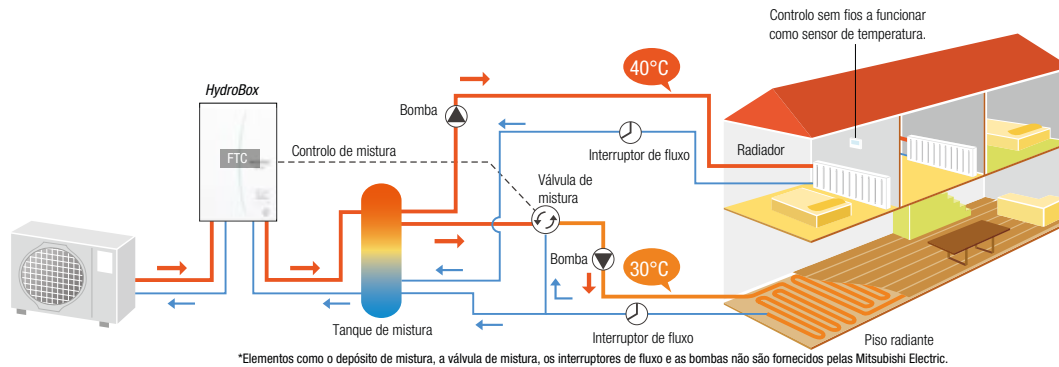 Controlo sem fios a funcionar
como sensor de temperatura.
HydroBox
40°C
Bomba
FTC
Controlo de mistura
Interruptor de fluxo
Radiador
Válvula de
mistura
Bomba
30°C
Tanque de mistura
Interruptor de fluxo
Piso radiante
*Elementos como o depósito de mistura, a válvula de mistura, os interruptores de fluxo e as bombas não são fornecidos pelas Mitsubishi Electric.